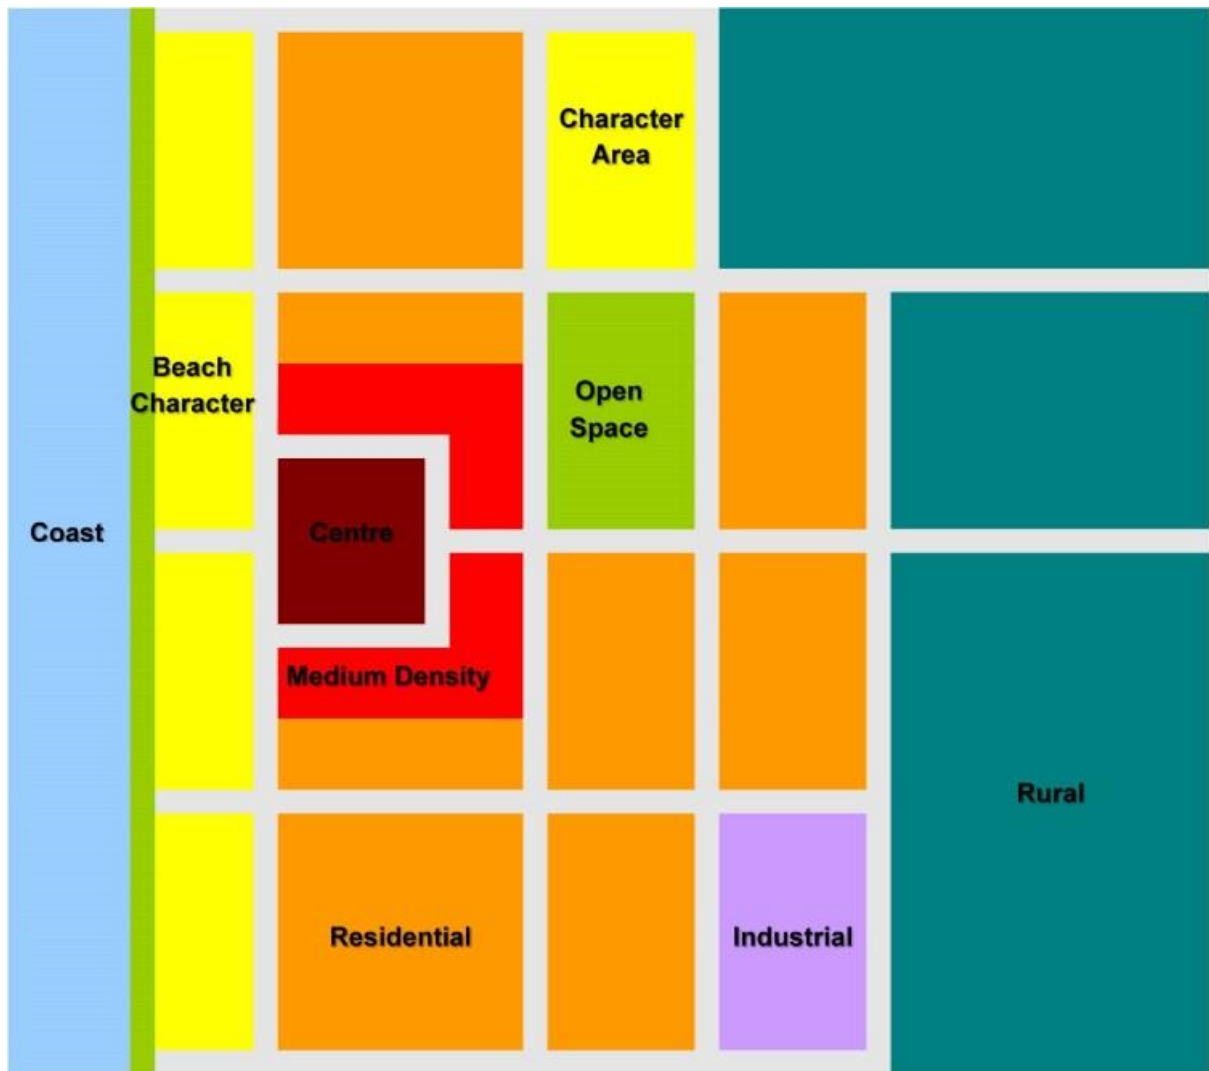 Character
Area
Beach
Character
Open
Space
Coast
Centre
Medium Density
Rural
Residential
Industrial